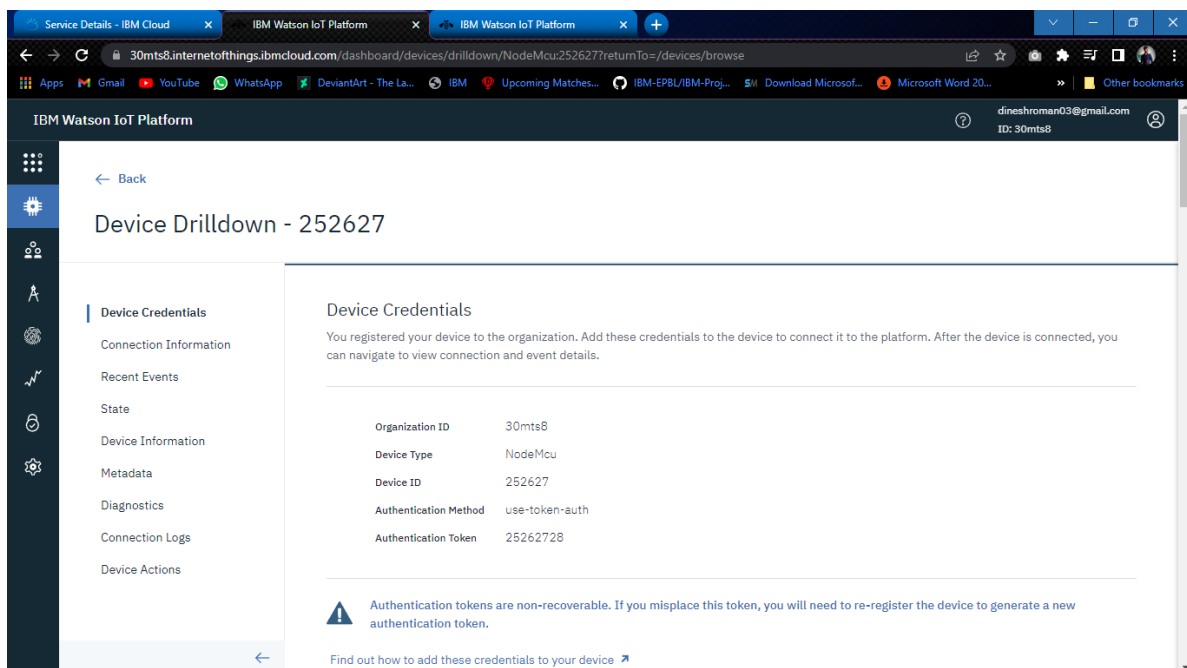 Service Details - IBM Cloud
IBM Watson IoT Platform
IBM Watson IoT Platform
30mts8.internetofthings.ibmcloud.com/dashboard/devices/drilldown/NodeMcu:252627?returnTo=/devices/browse
Apps Gmail YouTube WhatsApp DeviantArt - The La... IBM Upcoming Matches... IBM-EPBL/IBM-Proj... Download Microsof... Microsoft Word 20... » Other bookmarks
IBM Watson IoT Platform
dineshroman03@gmail.com
ID: 30mts8
Back
Device Drilldown - 252627
Device Credentials
Connection Information
Recent Events
State
Device Information
Metadata
Diagnostics
Connection Logs
Device Actions
Device Credentials
You registered your device to the organization. Add these credentials to the device to connect it to the platform. After the device is connected, you
can navigate to view connection and event details.
Organization ID 30mts8
Device Type NodeMcu
Device ID 252627
Authentication Method use-token-auth
Authentication Token 25262728
Authentication tokens are non-recoverable. If you misplace this token, you will need to re-register the device to generate a new
authentication token.
Find out how to add these credentials to your device